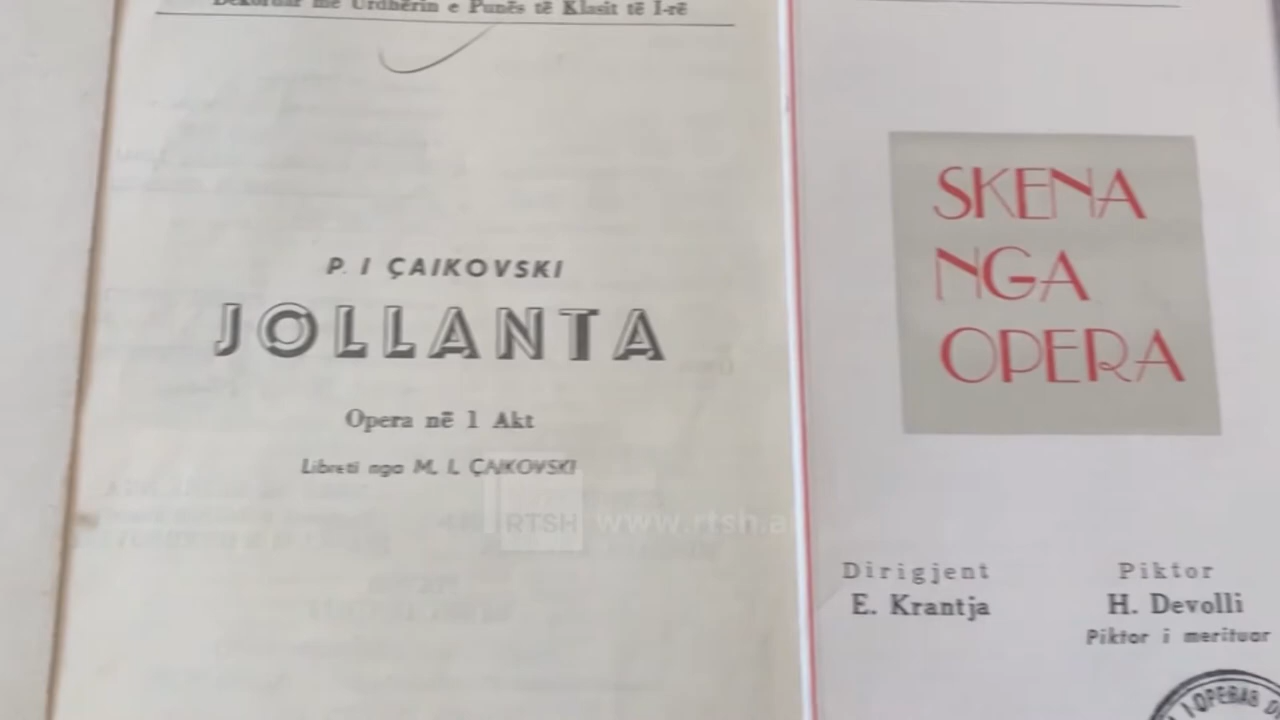 Dekoruar me Urdhërin e Punës të Klasit të I-rë
P. I ÇAIKOVSKI
JOLLANTA
Opera në 1 Akt
Libreti nga M. I. ÇAIKOVSKI
RTSH www.rtsh.al
SKENA
NGA
OPERA
Dirigjent
E. Krantja
Piktor
H. Devolli
Piktor i merituar
OPERAS